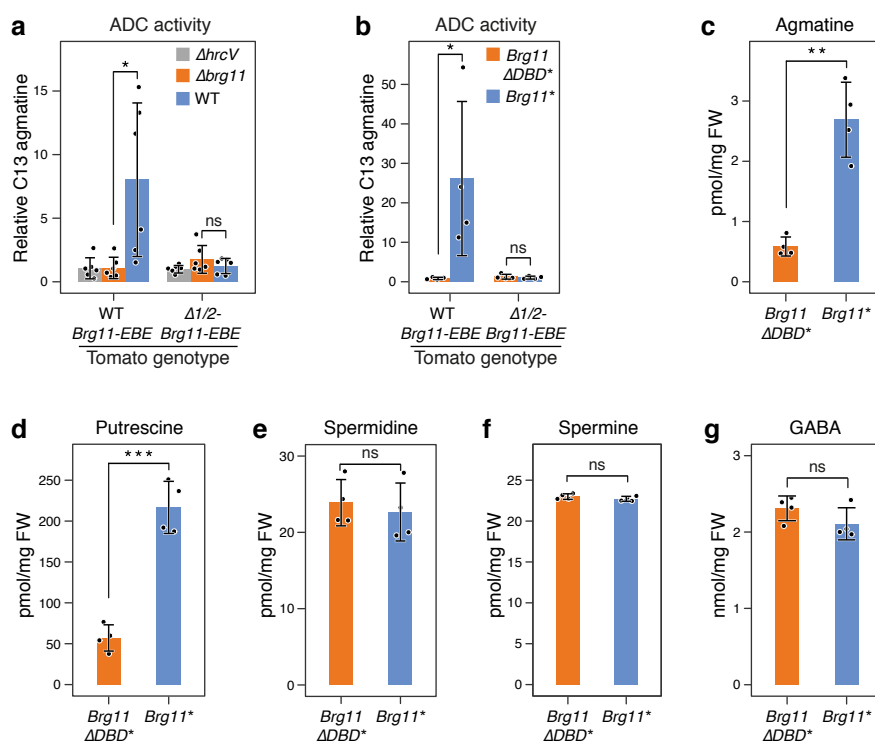 a
ADC activity
ΔhrcV
Δbrg11
WT
*
ns
Relative C13 agmatine
15
10
5
0
WT
Δ1/2-
Brg11-EBE Brg11-EBE
Tomato genotype
b
ADC activity
Brg11
ΔDBD*
Brg11*
*
ns
Relative C13 agmatine
60
50
40
30
20
10
0
WT
Δ1/2-
Brg11-EBE Brg11-EBE
Tomato genotype
c
Agmatine
**
pmol/mg FW
3
2
1
0
Brg11
ΔDBD*
Brg11*
d
Putrescine
***
pmol/mg FW
250
200
150
100
50
0
Brg11
ΔDBD*
Brg11*
e
Spermidine
ns
pmol/mg FW
30
20
10
0
Brg11
ΔDBD*
Brg11*
f
Spermine
ns
pmol/mg FW
25
20
15
10
5
0
Brg11
ΔDBD*
Brg11*
g
GABA
ns
nmol/mg FW
3
2
1
0
Brg11
ΔDBD*
Brg11*